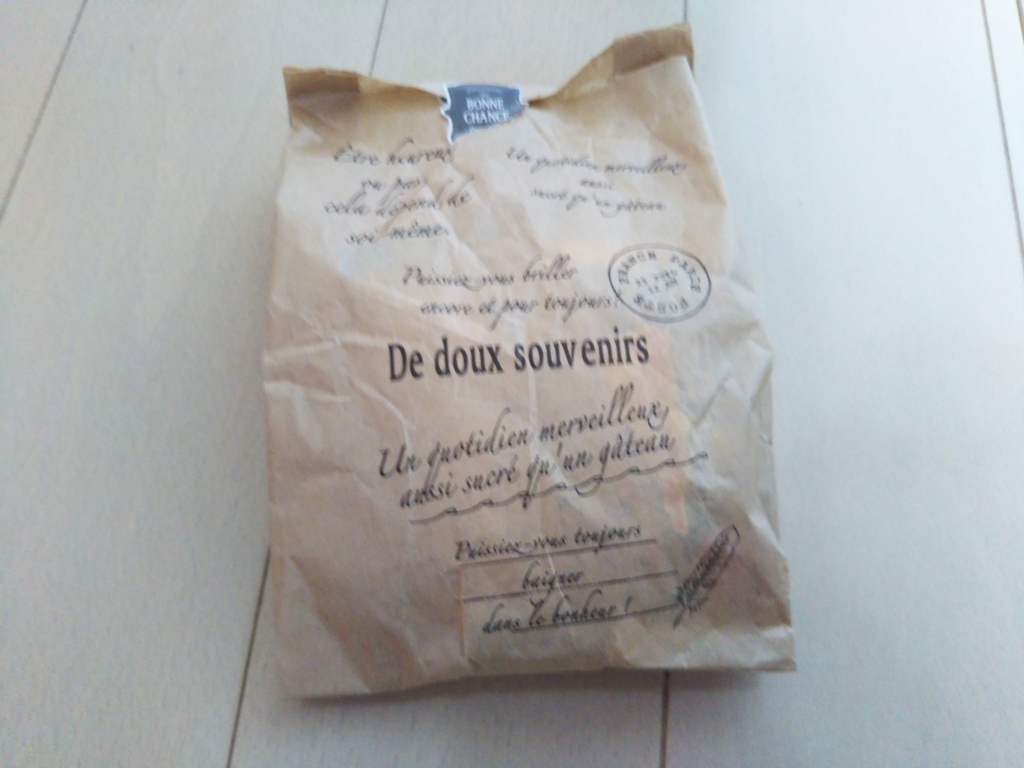 BONNE
CHANCE
Être heureux
ou pas,
cela dépend de
soi-même.
Un quotidien merveilleux,
aussi
sucré qu'un gâteau
Puissiez-vous briller
encore et pour toujours!
De doux souvenirs
Un quotidien merveilleux,
aussi sucré qu'un gâteau
Puissiez-vous toujours
baigner
dans le bonheur !